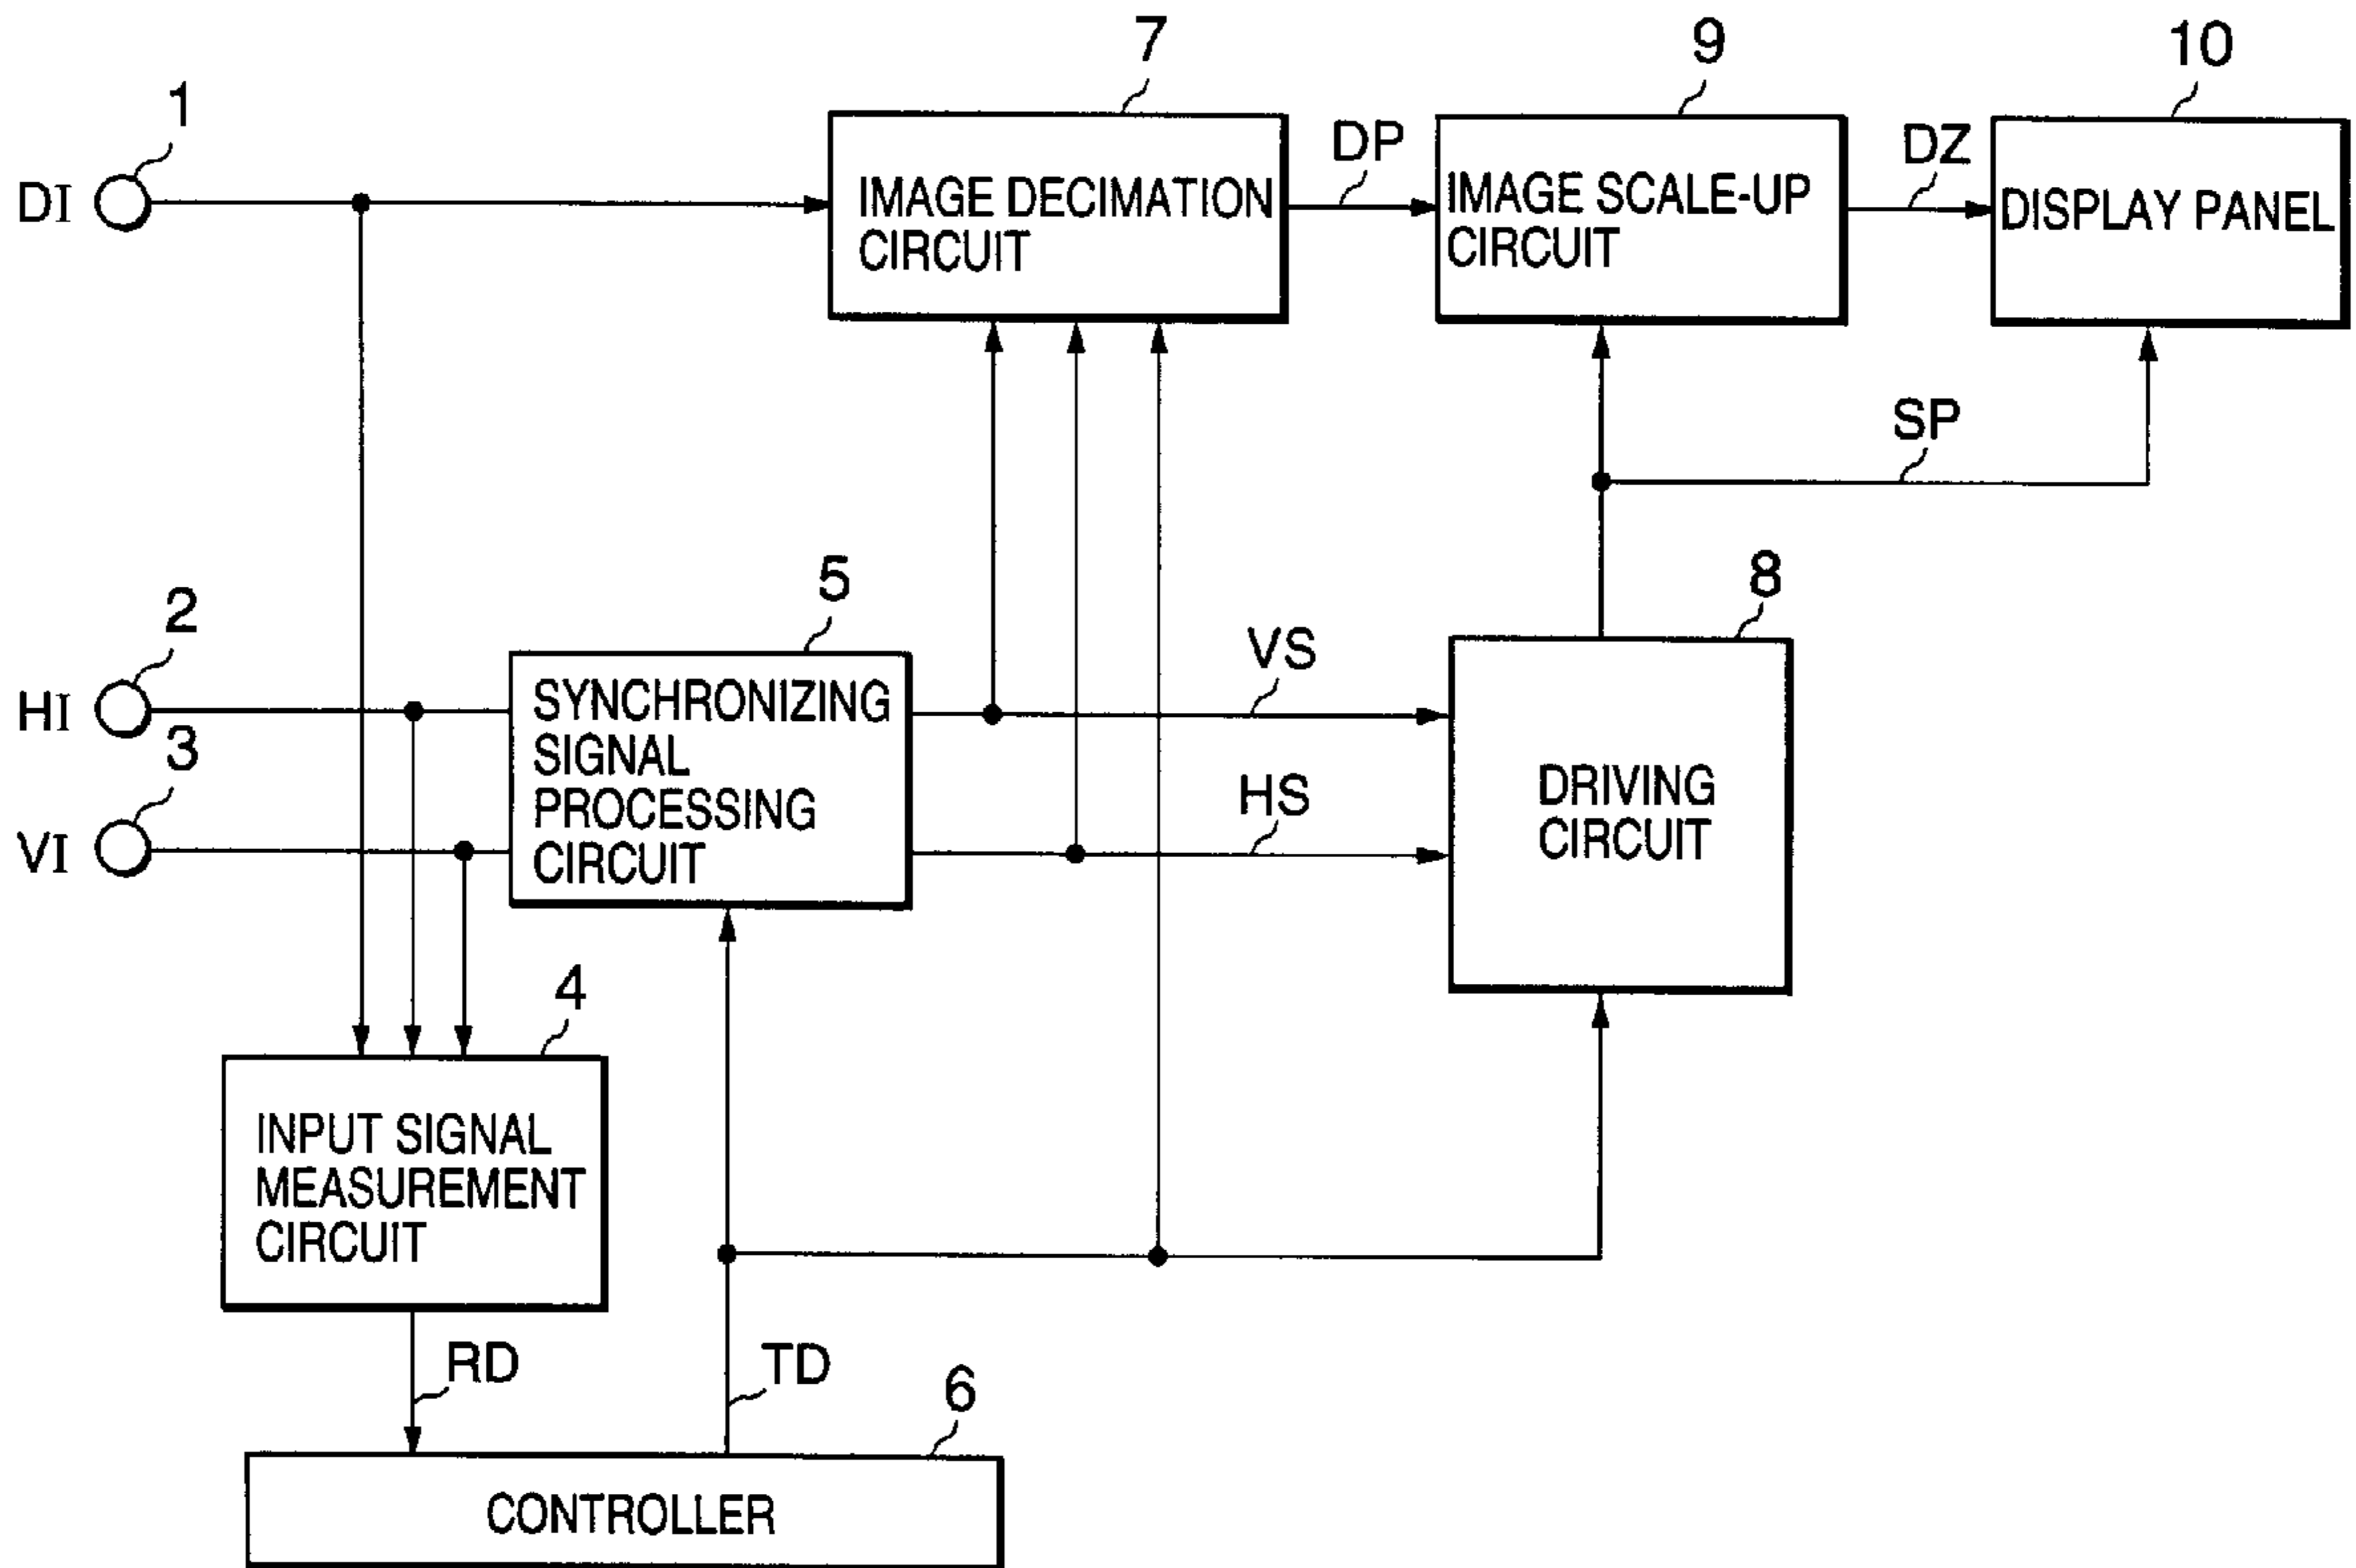 7
9
10
1
DI
IMAGE DECIMATION
CIRCUIT
DP
IMAGE SCALE-UP
CIRCUIT
DZ
DISPLAY PANEL
SP
2
HI
3
VI
5
SYNCHRONIZING
SIGNAL
PROCESSING
CIRCUIT
VS
HS
8
DRIVING
CIRCUIT
4
INPUT SIGNAL
MEASUREMENT
CIRCUIT
RD
TD
6
CONTROLLER